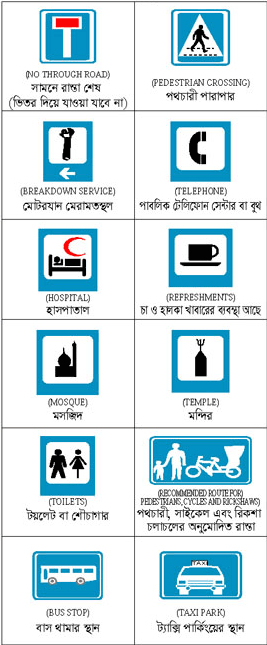 (NO THROUGH ROAD)
সামনে রাস্তা শেষ
(ভিতর দিয়ে যাওয়া যাবে না)
(PEDESTRIAN CROSSING)
পথচারী পারাপার
(BREAKDOWN SERVICE)
মোটরযান মেরামতস্থল
(TELEPHONE)
পাবলিক টেলিফোন সেন্টার বা বুথ
(HOSPITAL)
হাসপাতাল
(REFRESHMENTS)
চা ও হালকা খাবারের ব্যবস্থা আছে
(MOSQUE)
মসজিদ
(TEMPLE)
মন্দির
(TOILETS)
টয়লেট বা শৌচাগার
(RECOMMENDED ROUTE FOR)
PEDESTRIANS, CYCLES AND RICKSHAWS)
পথচারী, সাইকেল এবং রিকশা
চলাচলের অনুমোদিত রাস্তা
(BUS STOP)
বাস থামার স্থান
TAXI
(TAXI PARK)
ট্যাক্সি পার্কিংয়ের স্থান